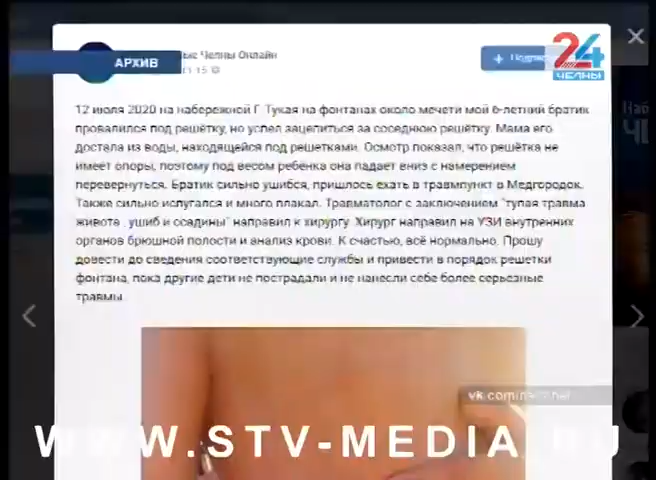 АРХИВ
Челны Онлайн
24
ЧЕЛНЫ
12 июля 2020 на набережной Г. Тукая на фонтанах около мечети мой 6-летний братик
провалился под решётку, но успел зацепиться за соседнюю решётку. Мама его
достала из воды, находящейся под решетками. Осмотр показал, что решётка не
имеет опоры, поэтому под весом ребенка она падает вниз с намерением
перевернуться. Братик сильно ушибся, пришлось ехать в травмпункт в Медгородок.
Также сильно испугался и много плакал. Травматолог с заключением "тупая травма
живота , ушиб и ссадины" направил к хирургу. Хирург направил на УЗИ внутренних
органов брюшной полости и анализ крови. К счастью, всё нормально. Прошу
довести до сведения соответствующие службы и привести в порядок решетки
фонтана, пока другие дети не пострадали и не нанесли себе более серьезные
травмы
WWW.STV-MEDIA.RU